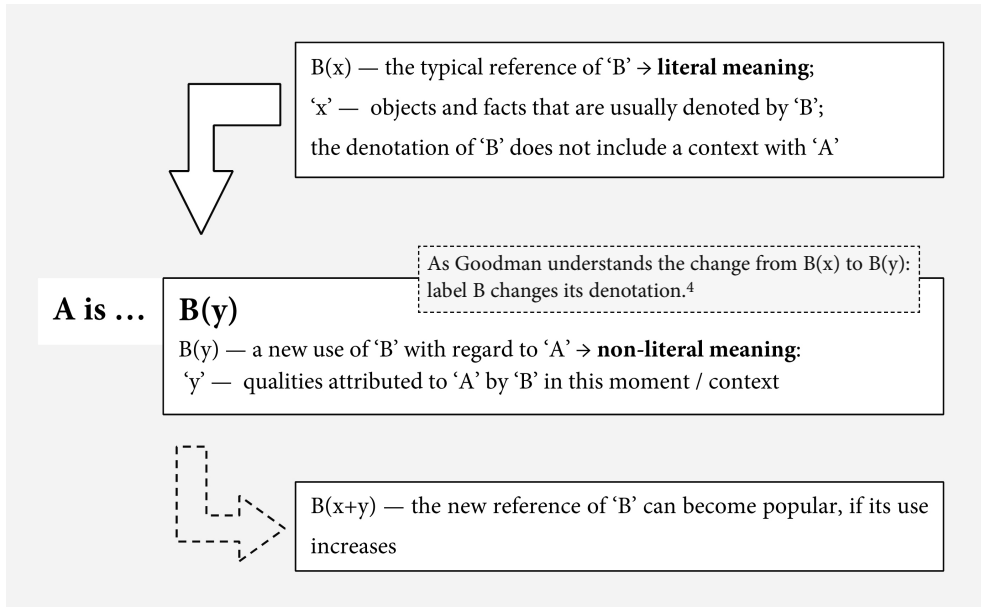 B(x) — the typical reference of ‘B’ → literal meaning;
‘x’ — objects and facts that are usually denoted by ‘B’;
the denotation of ‘B’ does not include a context with ‘A’
As Goodman understands the change from B(x) to B(y):
label B changes its denotation.⁴
A is … B(y)
B(y) — a new use of ‘B’ with regard to ‘A’ → non-literal meaning:
‘y’ — qualities attributed to ‘A’ by ‘B’ in this moment / context
B(x+y) — the new reference of ‘B’ can become popular, if its use
increases